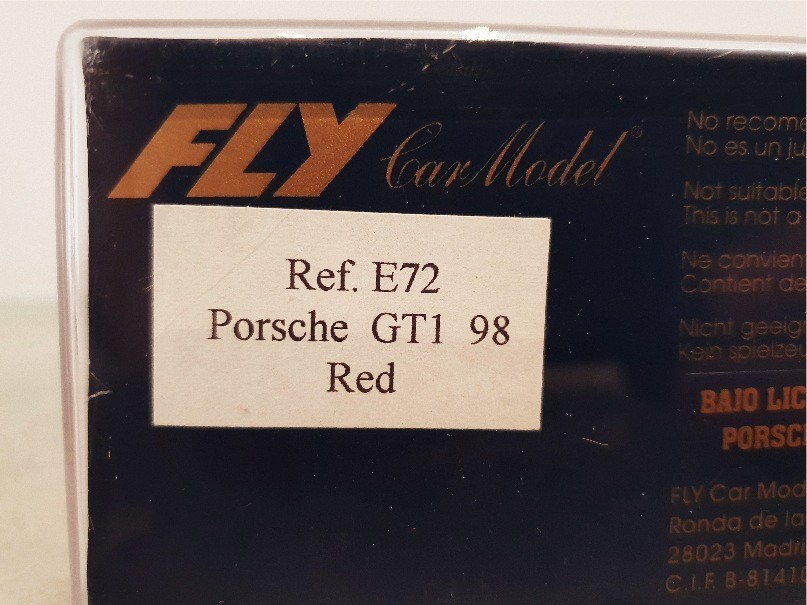 FLY Car Model®
Ref. E72
Porsche GT1 98
Red
No recome
No es un ju
Not suitable
This is not a
Ne convien
Contient de
Nicht geeig
Kein spielze
BAJO LIC
PORSC
FLY Car Mod
Ronda de la
28023 Madri
C.I.F. B-8141